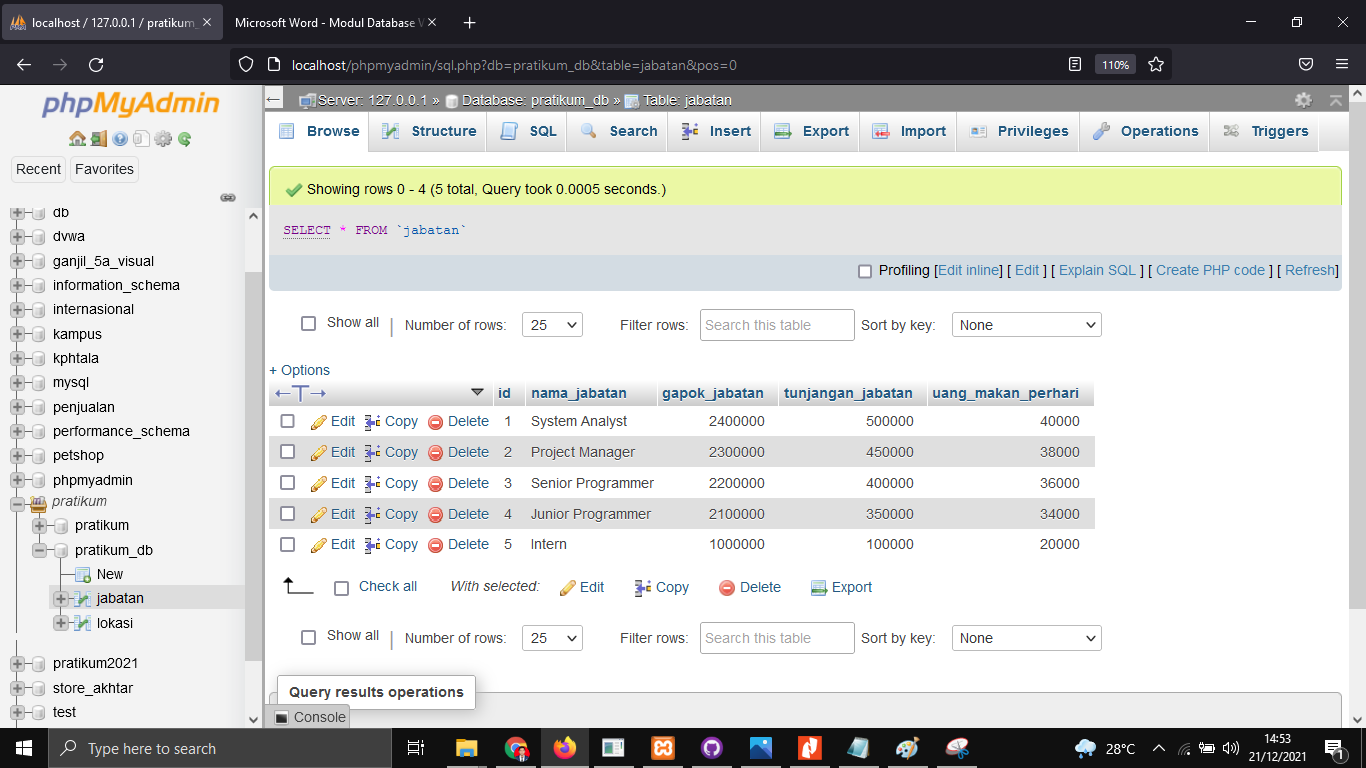 localhost / 127.0.0.1 / pratikum_
Microsoft Word - Modul Database V
localhost/phpmyadmin/sql.php?db=pratikum_db&table=jabatan&pos=0
110%
phpMyAdmin
Recent
Favorites
db
dvwa
ganjil_5a_visual
information_schema
internasional
kampus
kphtala
mysql
penjualan
performance_schema
petshop
phpmyadmin
pratikum
pratikum
pratikum_db
New
jabatan
lokasi
pratikum2021
store_akhtar
test
Server: 127.0.0.1 » Database: pratikum_db » Table: jabatan
Browse Structure SQL Search Insert Export Import Privileges Operations Triggers
Showing rows 0 - 4 (5 total, Query took 0.0005 seconds.)
SELECT * FROM `jabatan`
Profiling [Edit inline] [ Edit ] [ Explain SQL ] [ Create PHP code ] [ Refresh]
Show all | Number of rows: 25 Filter rows: Search this table Sort by key: None
+ Options
←T→ id nama_jabatan gapok_jabatan tunjangan_jabatan uang_makan_perhari
Edit Copy Delete 1 System Analyst 2400000 500000 40000
Edit Copy Delete 2 Project Manager 2300000 450000 38000
Edit Copy Delete 3 Senior Programmer 2200000 400000 36000
Edit Copy Delete 4 Junior Programmer 2100000 350000 34000
Edit Copy Delete 5 Intern 1000000 100000 20000
Check all With selected: Edit Copy Delete Export
Show all | Number of rows: 25 Filter rows: Search this table Sort by key: None
Query results operations
Console
Type here to search
28°C
14:53
21/12/2021
1